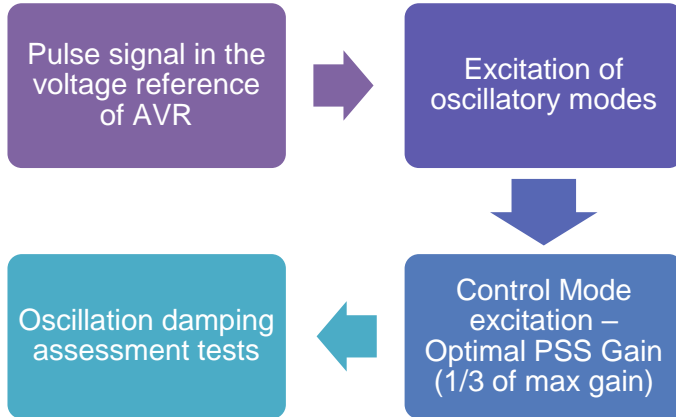 Pulse signal in the
voltage reference
of AVR
Excitation of
oscillatory modes
Control Mode
excitation –
Optimal PSS Gain
(1/3 of max gain)
Oscillation damping
assessment tests